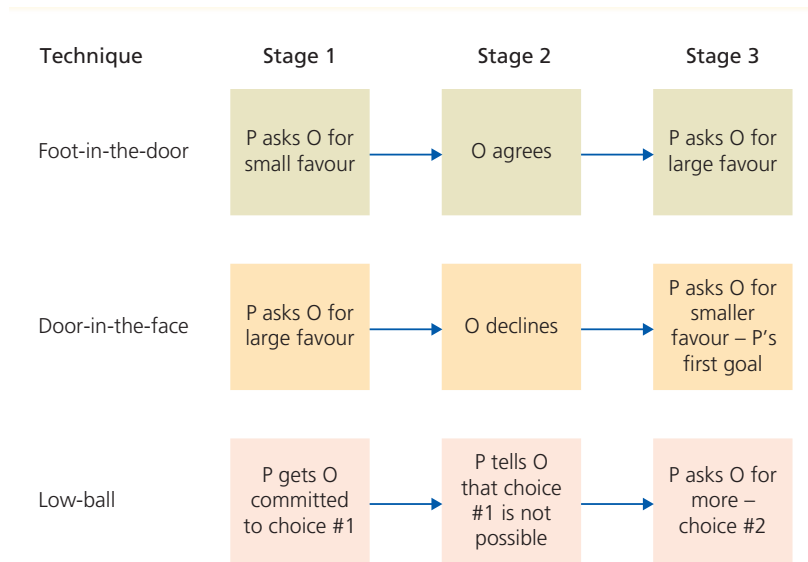 Technique
Stage 1
Stage 2
Stage 3
Foot-in-the-door
P asks O for
small favour
O agrees
P asks O for
large favour
Door-in-the-face
P asks O for
large favour
O declines
P asks O for
smaller
favour – P's
first goal
Low-ball
P gets O
committed
to choice #1
P tells O
that choice
#1 is not
possible
P asks O for
more –
choice #2